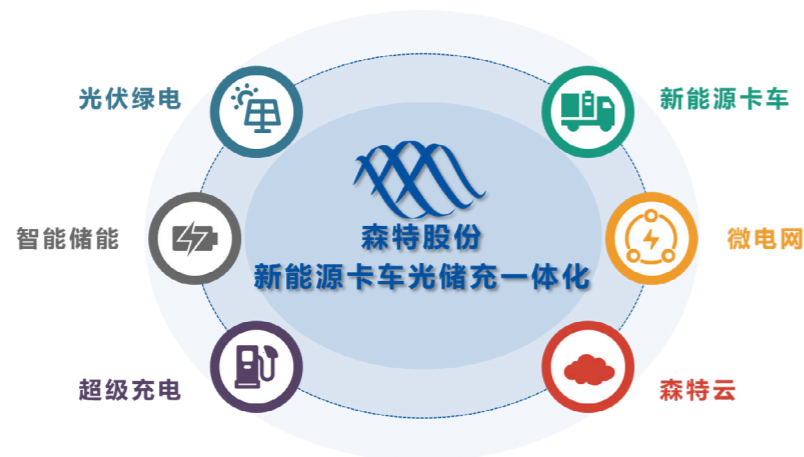 光伏绿电
新能源卡车
森特股份
智能储能
微电网
新能源卡车光储充一体化
超级充电
森特云